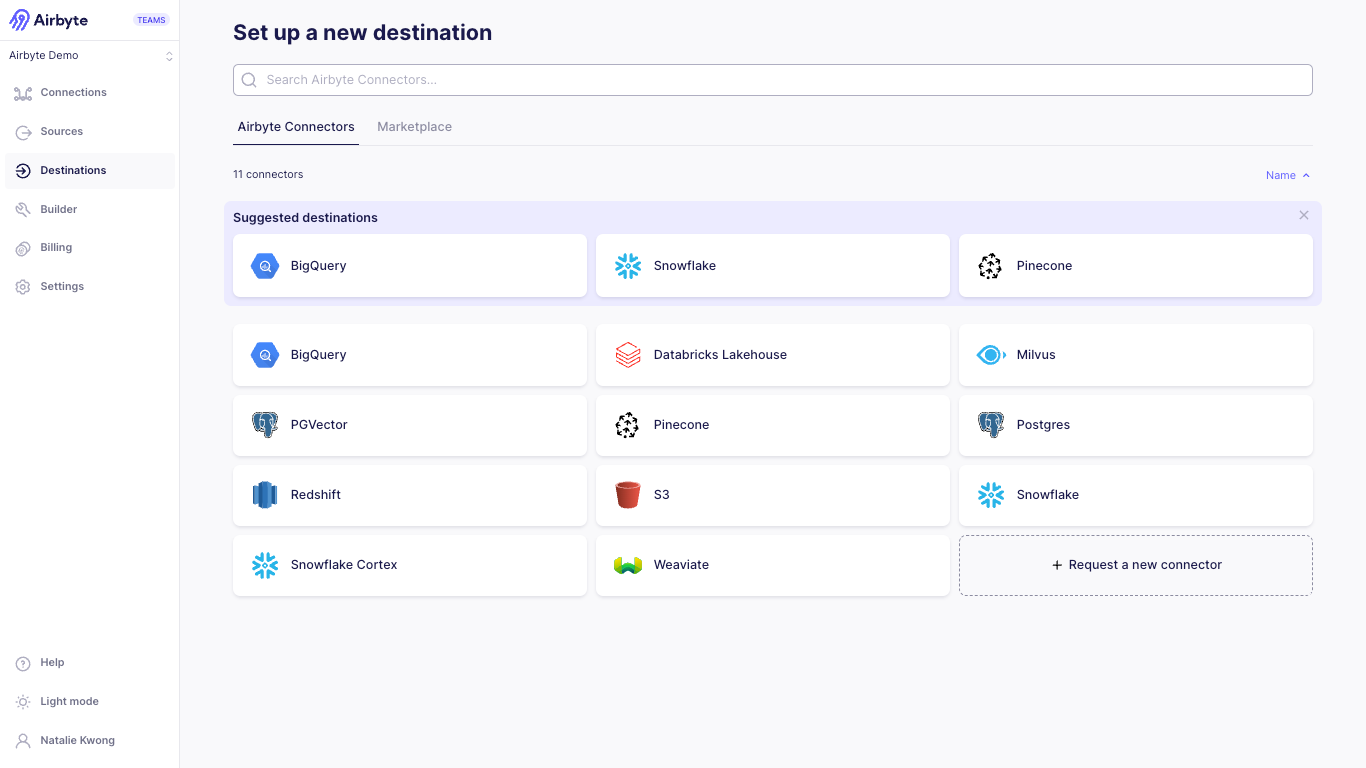 Airbyte
TEAMS
Airbyte Demo
Connections
Sources
Destinations
Builder
Billing
Settings
Help
Light mode
Natalie Kwong
Set up a new destination
Search Airbyte Connectors...
Airbyte Connectors
Marketplace
11 connectors
Name
Suggested destinations
BigQuery
Snowflake
Pinecone
BigQuery
Databricks Lakehouse
Milvus
PGVector
Pinecone
Postgres
Redshift
S3
Snowflake
Snowflake Cortex
Weaviate
+ Request a new connector